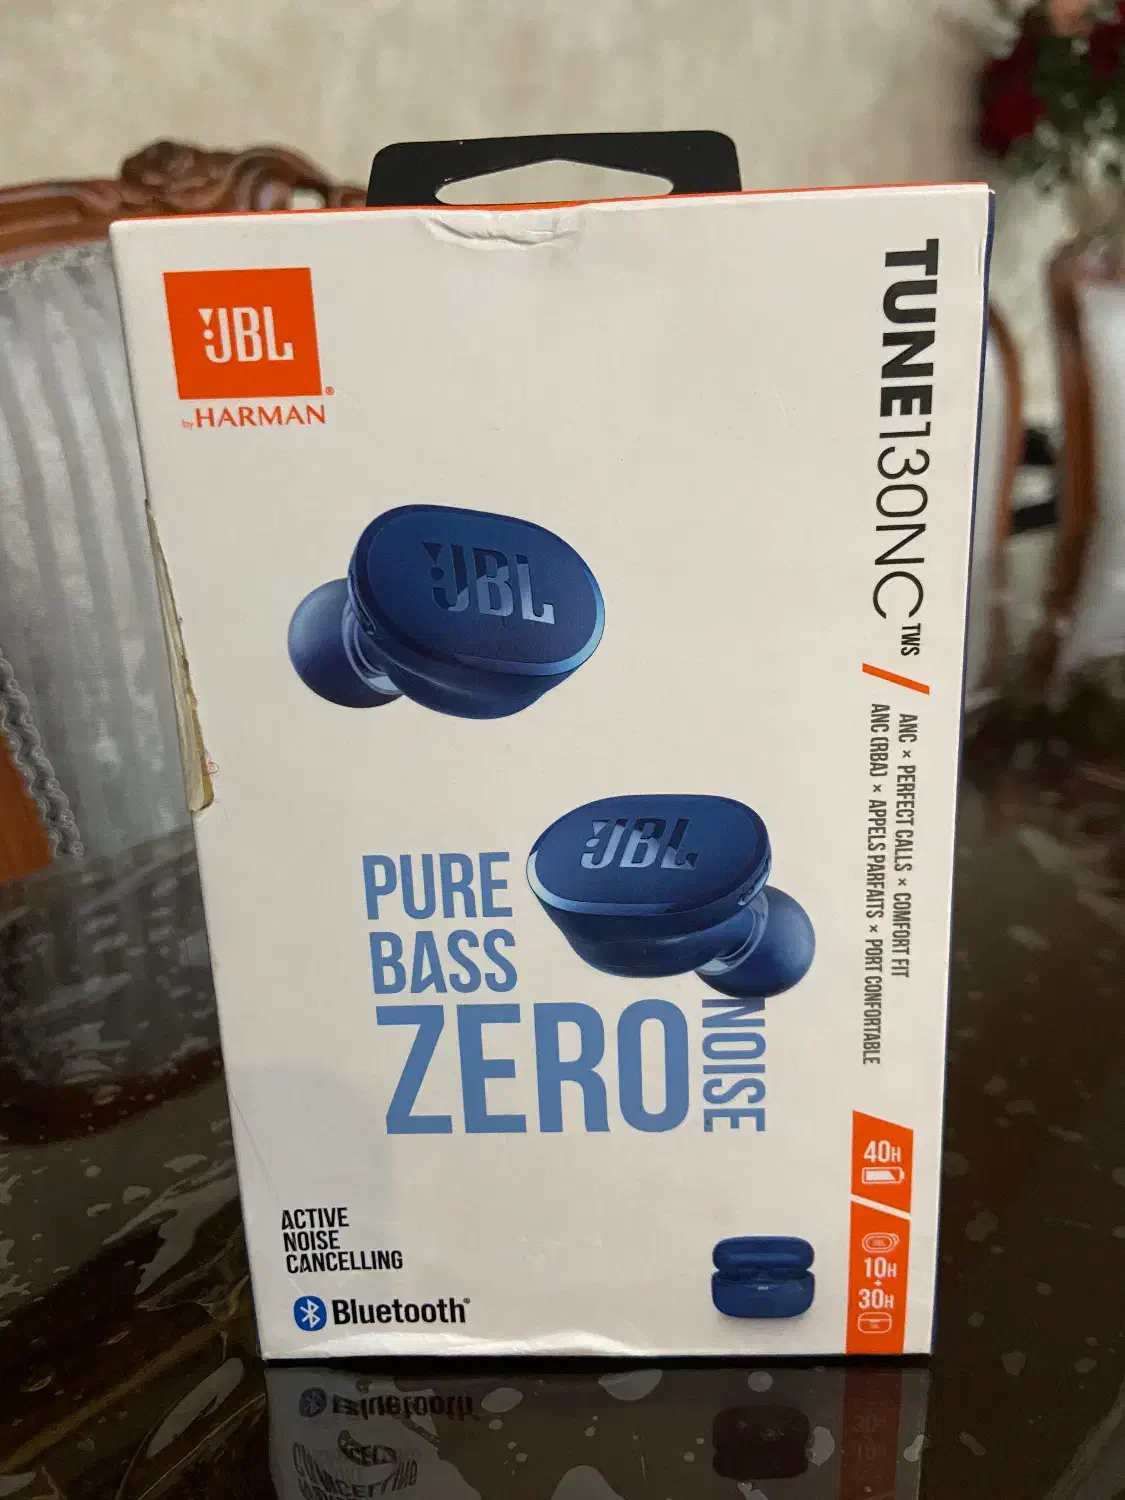 JBL
by HARMAN
TUNE130NC TWS
ANC × PERFECT CALLS × COMFORT FIT
ANC (RBA) × APPELS PARFAITS × PORT CONFORTABLE
JBL
JBL
PURE
BASS
ZERO
NOISE
40H
JBL
10H
+
30H
ACTIVE
NOISE
CANCELLING
Bluetooth®